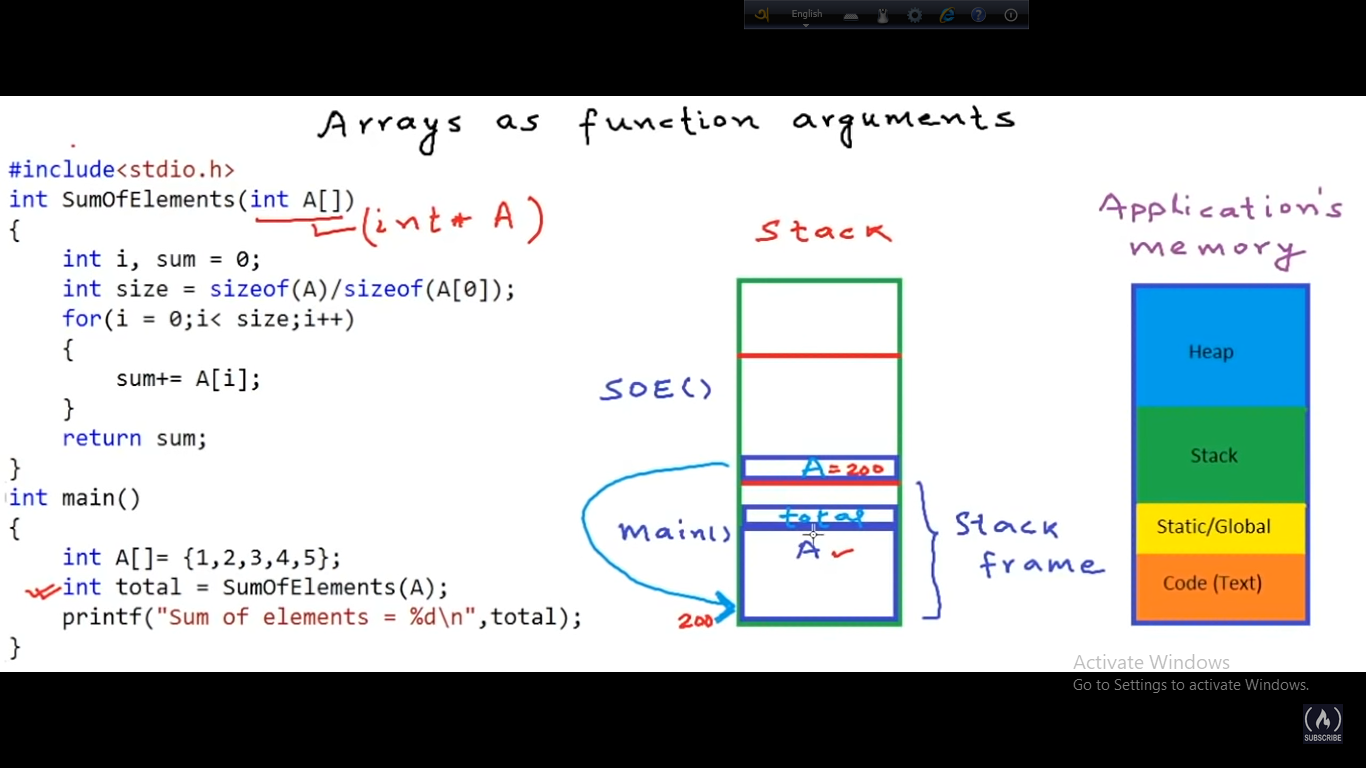 English
Arrays as function arguments
#include<stdio.h>
int SumOfElements(int A[])
(int* A)
{
int i, sum = 0;
int size = sizeof(A)/sizeof(A[0]);
for(i = 0;i< size;i++)
{
sum+= A[i];
}
return sum;
}
int main()
{
int A[]= {1,2,3,4,5};
int total = SumOfElements(A);
printf("Sum of elements = %d\n",total);
}
Stack
SOE()
A = 200
main()
total
A
200
Stack
frame
Application's
memory
Heap
Stack
Static/Global
Code (Text)
Activate Windows
Go to Settings to activate Windows.
SUBSCRIBE